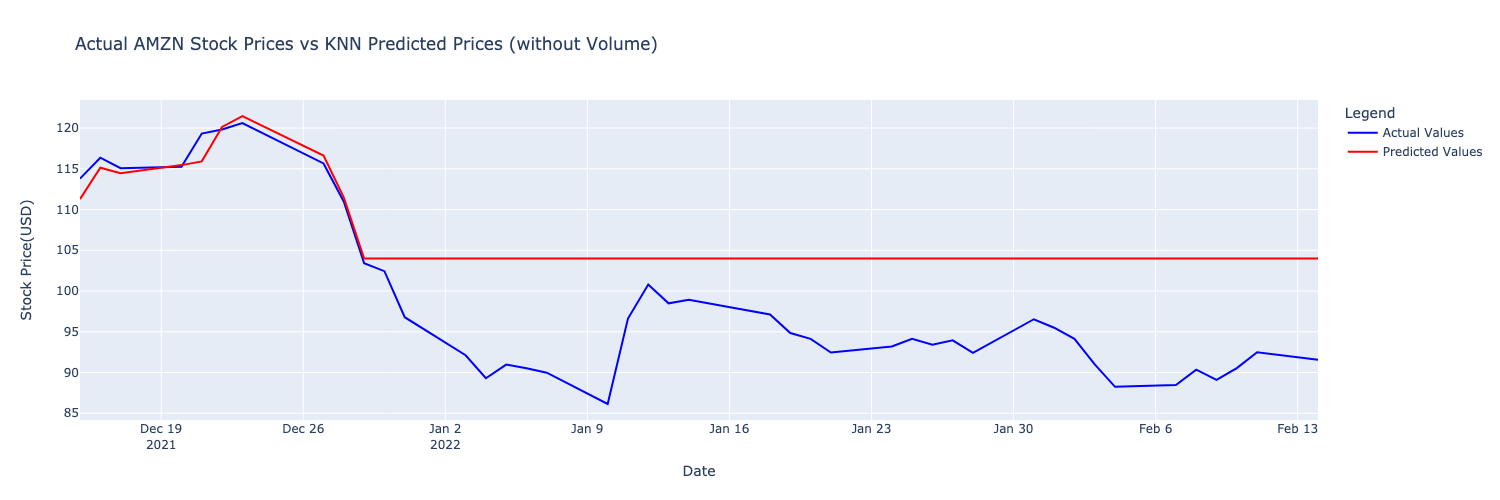 Actual AMZN Stock Prices vs KNN Predicted Prices (without Volume)
Legend
Actual Values
Predicted Values
Stock Price(USD)
120
115
110
105
100
95
90
85
Dec 19
2021
Dec 26
Jan 2
2022
Jan 9
Jan 16
Jan 23
Jan 30
Feb 6
Feb 13
Date